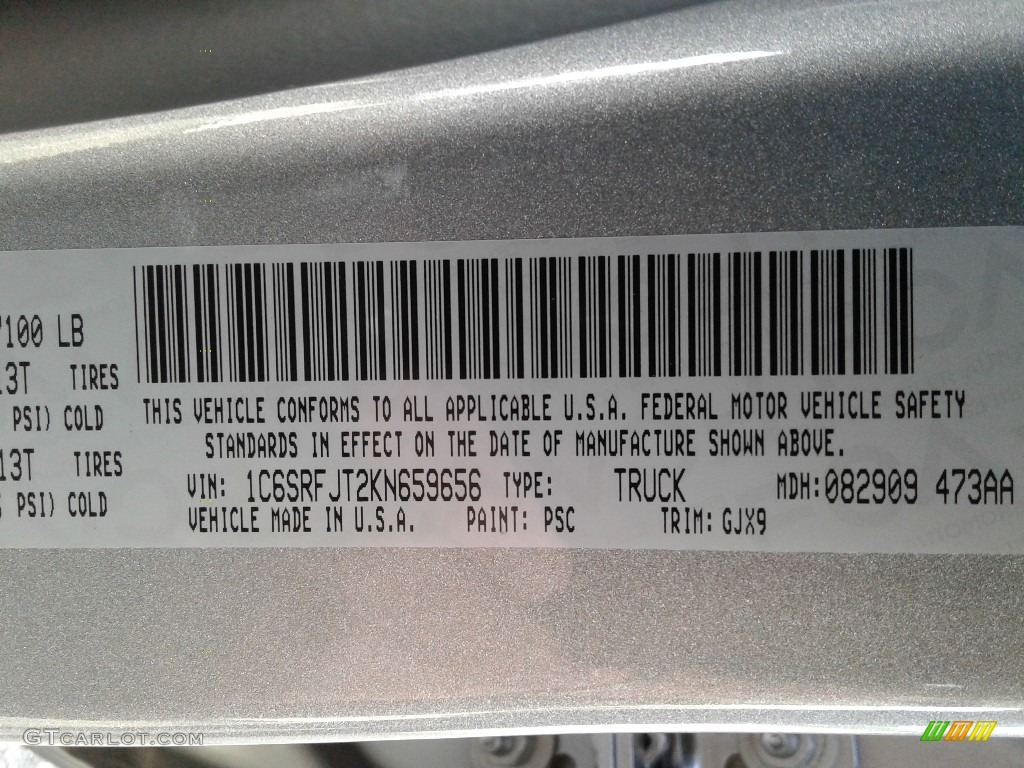 7100 LB
13T TIRES
PSI) COLD
13T TIRES
PSI) COLD
THIS VEHICLE CONFORMS TO ALL APPLICABLE U.S.A. FEDERAL MOTOR VEHICLE SAFETY
STANDARDS IN EFFECT ON THE DATE OF MANUFACTURE SHOWN ABOVE.
VIN: 1C6SRFJT2KN659656 TYPE: TRUCK MDH: 082909 473AA
VEHICLE MADE IN U.S.A. PAINT: PSC TRIM: GJX9
GTcarlot.com